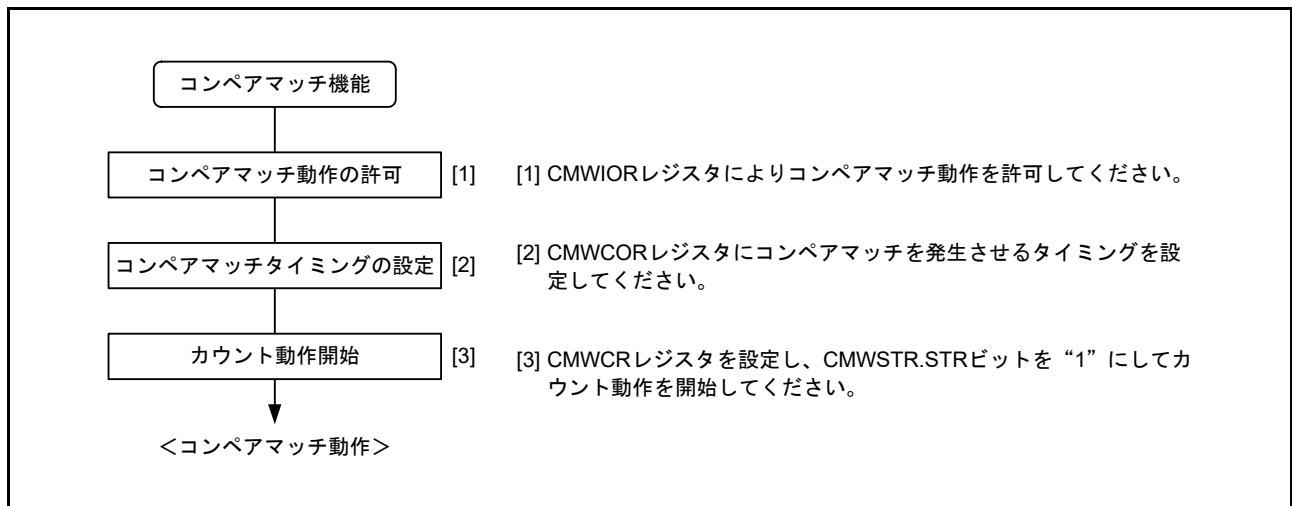 コンペアマッチ機能
コンペアマッチ動作の許可 [1] [1] CMWIORレジスタによりコンペアマッチ動作を許可してください。
コンペアマッチタイミングの設定 [2] [2] CMWCORレジスタにコンペアマッチを発生させるタイミングを設
定してください。
カウント動作開始 [3] [3] CMWCRレジスタを設定し、CMWSTR.STRビットを“1”にしてカ
ウント動作を開始してください。
＜コンペアマッチ動作＞